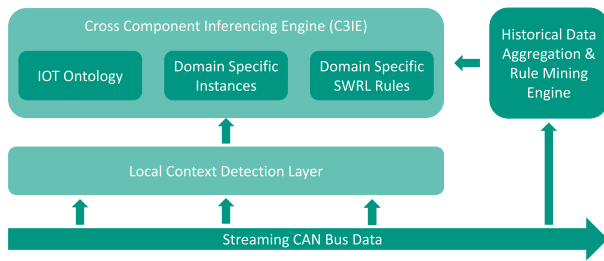 Cross Component Inferencing Engine (C3IE)
IOT Ontology
Domain Specific
Instances
Domain Specific
SWRL Rules
Historical Data
Aggregation &
Rule Mining
Engine
Local Context Detection Layer
Streaming CAN Bus Data